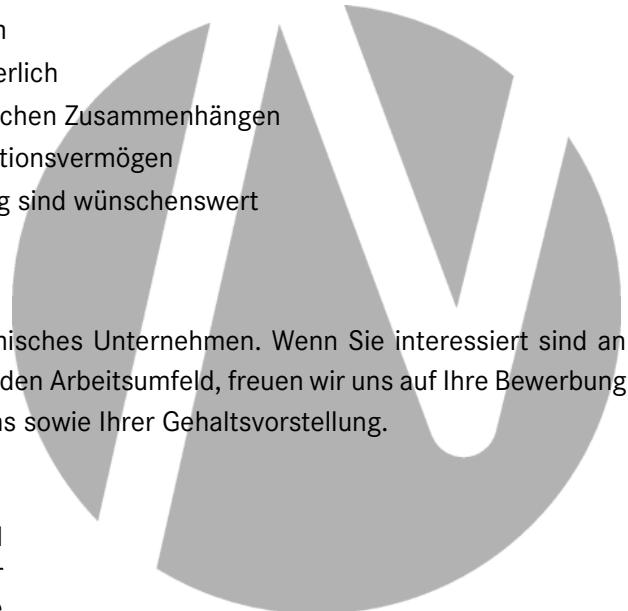 n
erlich
chen Zusammenhängen
tionsvermögen
g sind wünschenswert
nisches Unternehmen. Wenn Sie interessiert sind an
den Arbeitsumfeld, freuen wir uns auf Ihre Bewerbung
ns sowie Ihrer Gehaltsvorstellung.